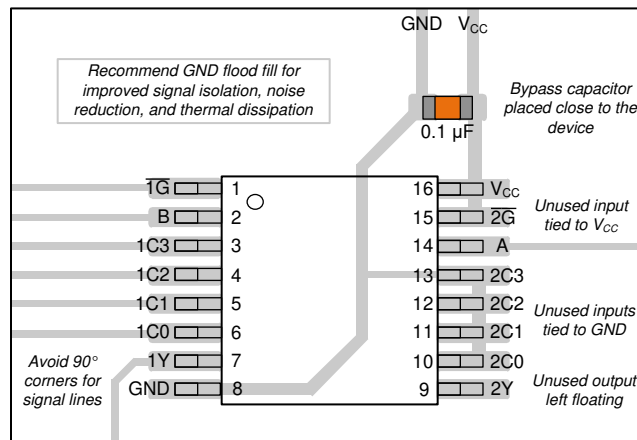 GND VCC
Recommend GND flood fill for
improved signal isolation, noise
reduction, and thermal dissipation
Bypass capacitor
placed close to the
device
0.1 µF
1G̅ 1 16 VCC
B 2 15 2G̅
Unused input
tied to VCC
1C3 3 14 A
1C2 4 13 2C3
1C1 5 12 2C2
1C0 6 11 2C1
Unused inputs
tied to GND
1Y 7 10 2C0
GND 8 9 2Y
Avoid 90°
corners for
signal lines
Unused output
left floating